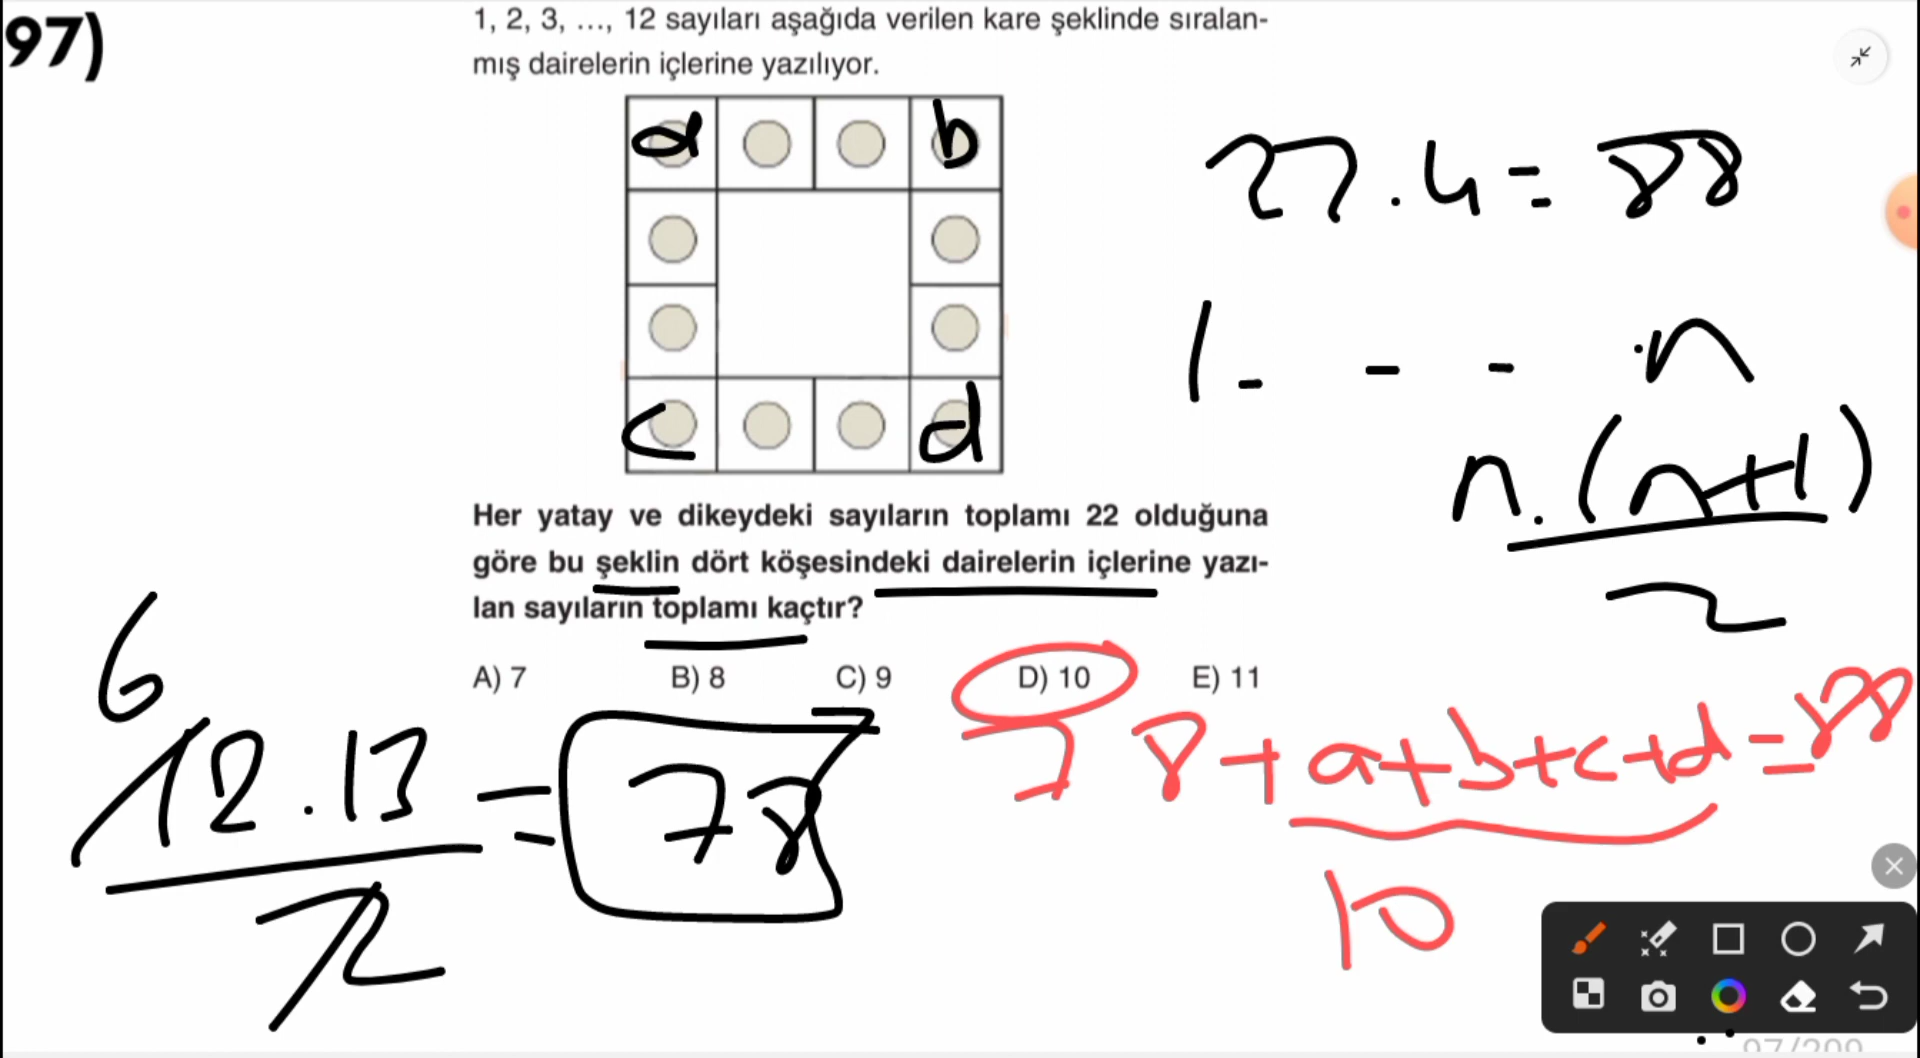 97)
1, 2, 3, ..., 12 sayıları aşağıda verilen kare şeklinde sıralan-
mış dairelerin içlerine yazılıyor.
a b
c d
22.4=88
1 - - - n
n.(n+1)
2
Her yatay ve dikeydeki sayıların toplamı 22 olduğuna
göre bu şeklin dört köşesindeki dairelerin içlerine yazı-
lan sayıların toplamı kaçtır?
A) 7 B) 8 C) 9 D) 10 E) 11
6
12.13 = 78
2
78+a+b+c+d=88
10
97/209